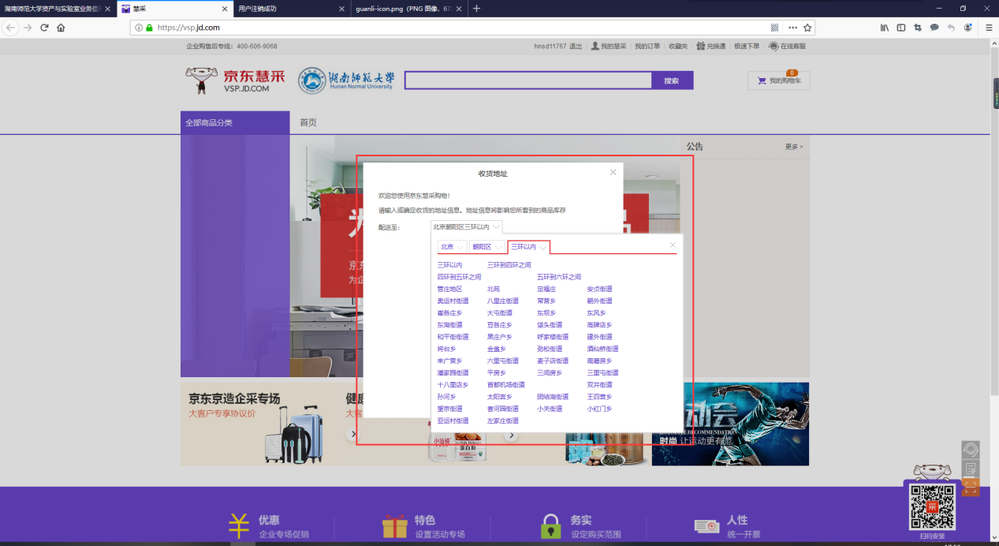 湖南师范大学资产与实验室业务信
慧采
用户注销成功
guanli-icon.png（PNG 图像，67
https://vsp.jd.com
企业购售后专线：400-606-9068
hnsd11767 退出
我的慧采
我的订单
收藏夹
兑换通
极速下单
在线客服
京东慧采
VSP.JD.COM
湖南师范大学
Hunan Normal University
搜索
0
我的购物车
全部商品分类
首页
公告
更多 >
收货地址
欢迎您使用京东慧采购物！
请输入或确定收货的地址信息。地址信息将影响您所看到的商品库存
配送至：
北京朝阳区三环以内
北京
朝阳区
三环以内
三环以内 三环到四环之间
四环到五环之间 五环到六环之间
管庄地区 北苑 定福庄 安贞街道
奥运村街道 八里庄街道 常营乡 朝外街道
崔各庄乡 大屯街道 东坝乡 东风乡
东湖街道 豆各庄乡 垡头街道 高碑店乡
和平街街道 黑庄户乡 呼家楼街道 建外街道
将台乡 金盏乡 劲松街道 酒仙桥街道
来广营乡 六里屯街道 麦子店街道 南磨房乡
潘家园街道 平房乡 三间房乡 三里屯街道
十八里店乡 首都机场街道 双井街道
孙河乡 太阳宫乡 团结湖街道 王四营乡
望京街道 香河园街道 小关街道 小红门乡
亚运村街道 左家庄街道
京东
为企
京东京造企采专场
大客户专享协议价
健康
大客
小仙炖
蛋白粉
动会
时尚 让运动更有范
采
扫码安装
优惠
企业专场促销
特色
设置活动专场
务实
设定购买范围
人性
统一开票